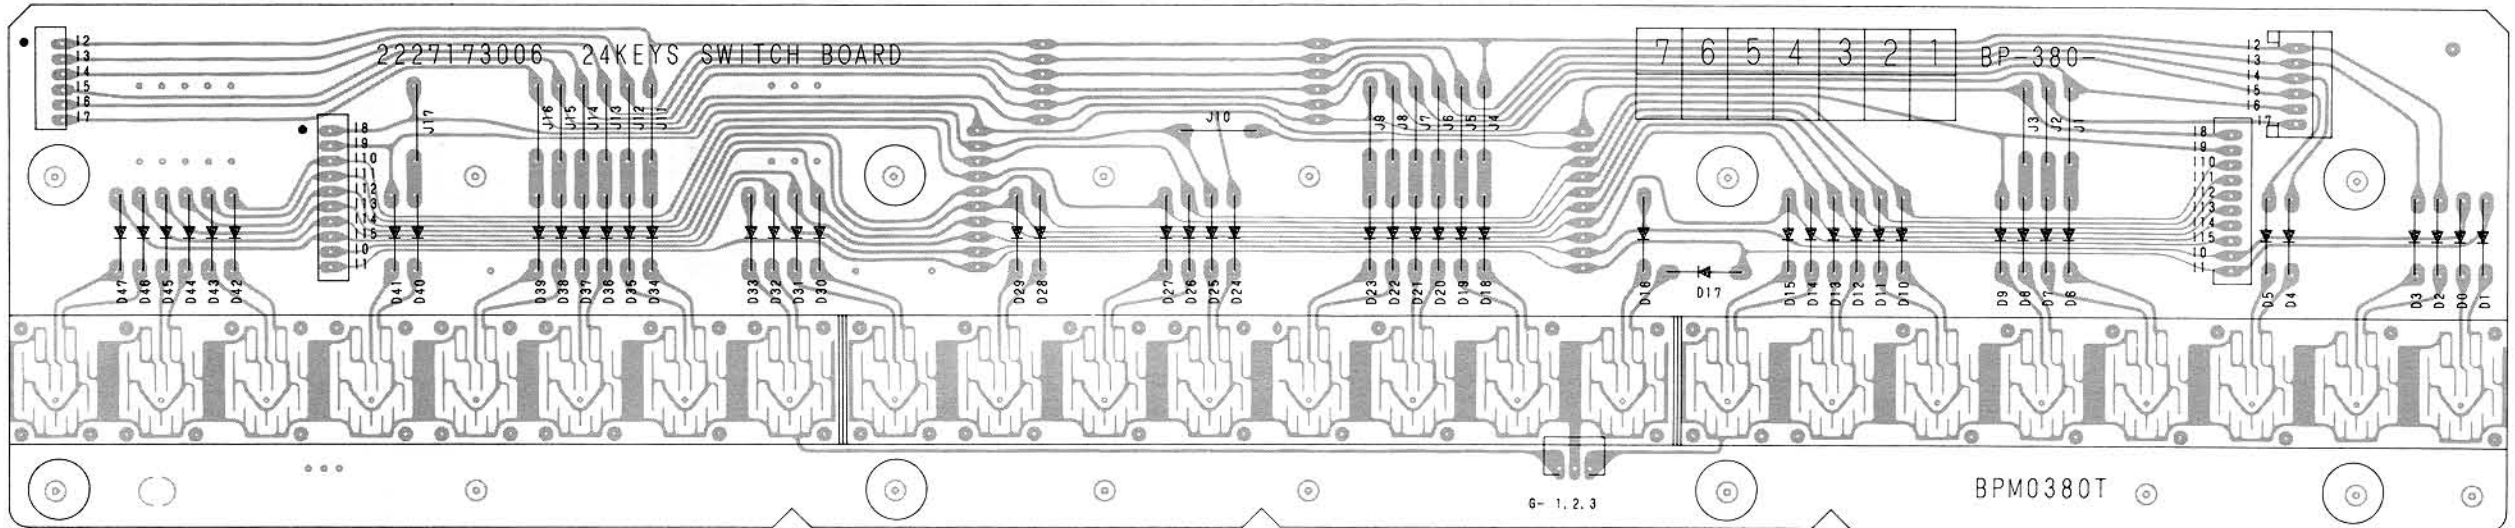 2227173006 24KEYS SWITCH BOARD
7 6 5 4 3 2 1 BP-380-
I2
I3
I4
I5
I6
I7
I8
I9
I10
I11
I12
I13
I14
I15
I0
I1
J17
J16 J15 J14 J13 J12 J11
J10
J9 J8 J7 J6 J5 J4
J3 J2 J1
I2
I3
I4
I5
I6
I7
I8
I9
I10
I11
I12
I13
I14
I15
I0
I1
D47 D46 D45 D44 D43 D42 D41 D40 D39 D38 D37 D36 D35 D34 D33 D32 D31 D30 D29 D28 D27 D26 D25 D24 D23 D22 D21 D20 D19 D18 D16 D17 D15 D14 D13 D12 D11 D10 D9 D8 D7 D6 D5 D4 D3 D2 D0 D1
G- 1,2,3
BPM0380T